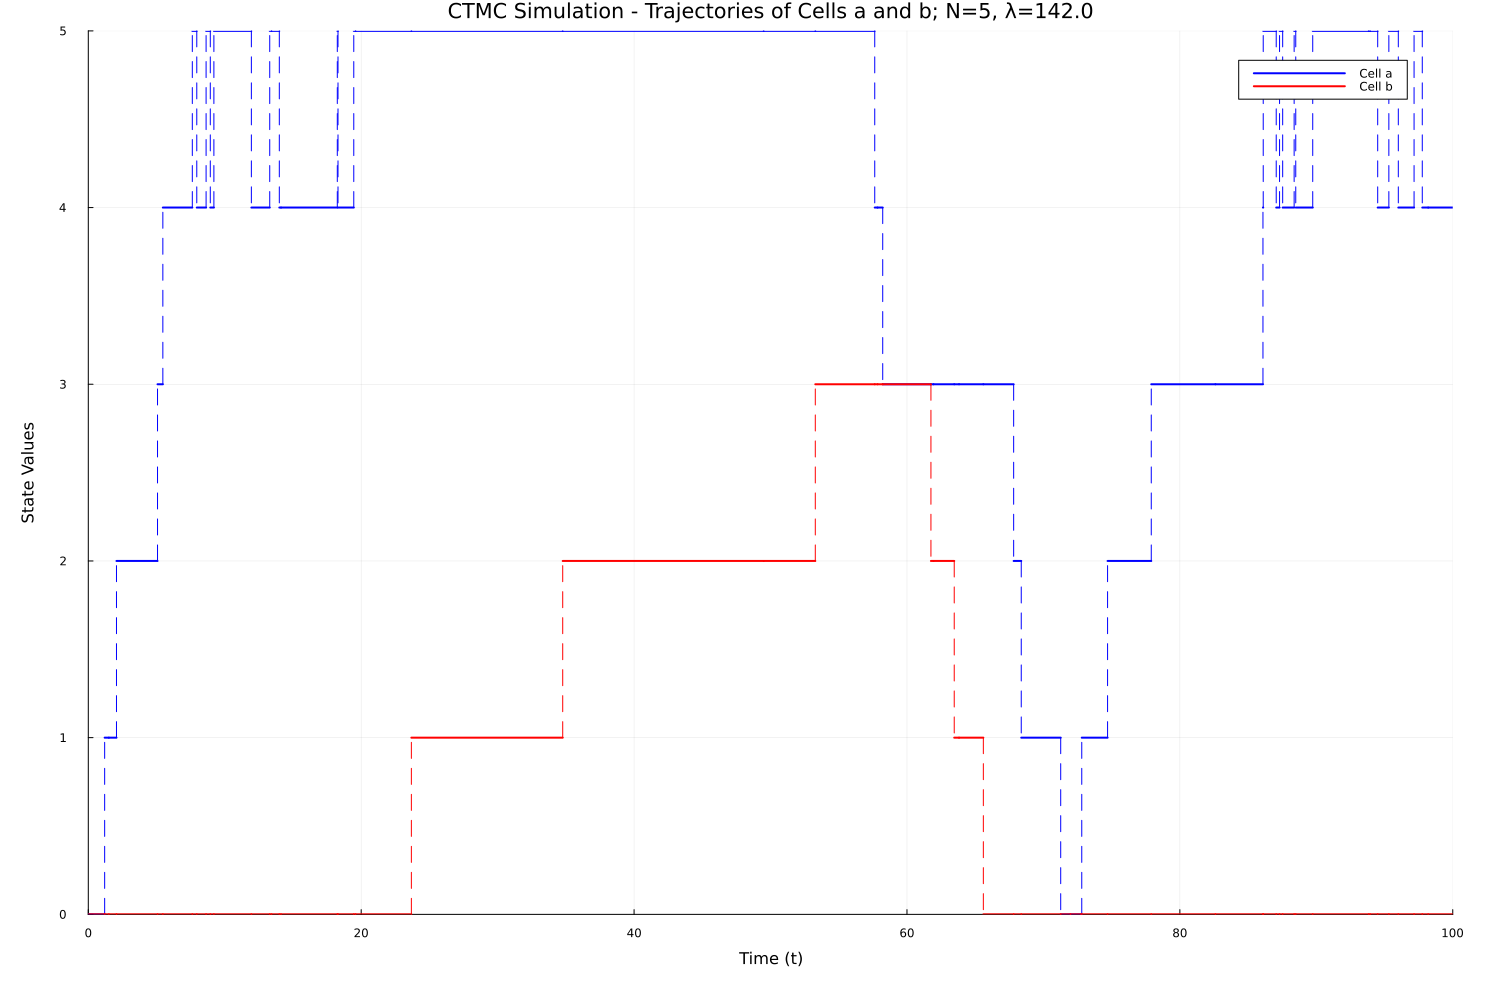 CTMC Simulation - Trajectories of Cells a and b; N=5, λ=142.0
5
Cell a
Cell b
4
3
State Values
2
1
0
0 20 40 60 80 100
Time (t)